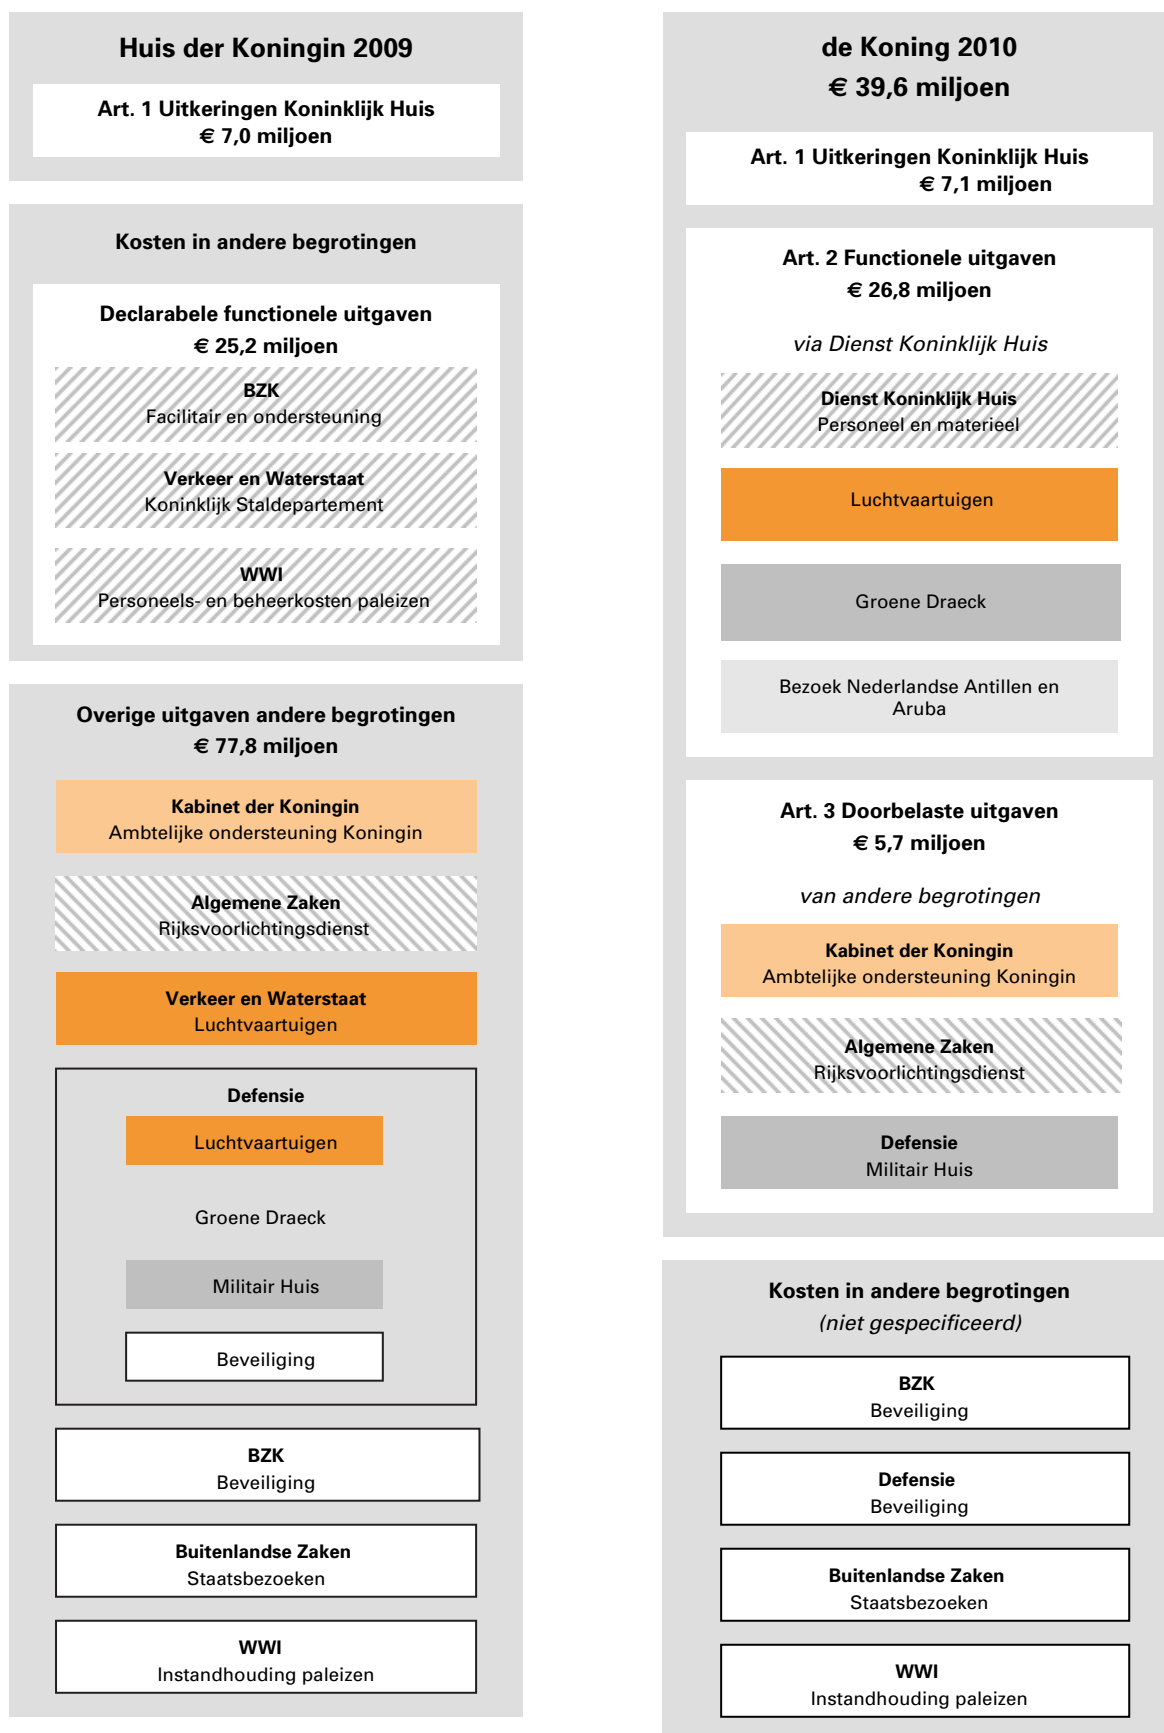 Huis der Koningin 2009
Art. 1 Uitkeringen Koninklijk Huis
€ 7,0 miljoen
Kosten in andere begrotingen
Declarabele functionele uitgaven
€ 25,2 miljoen
BZK
Facilitair en ondersteuning
Verkeer en Waterstaat
Koninklijk Staldepartement
WWI
Personeels- en beheerkosten paleizen
Overige uitgaven andere begrotingen
€ 77,8 miljoen
Kabinet der Koningin
Ambtelijke ondersteuning Koningin
Algemene Zaken
Rijksvoorlichtingsdienst
Verkeer en Waterstaat
Luchtvaartuigen
Defensie
Luchtvaartuigen
Groene Draeck
Militair Huis
Beveiliging
BZK
Beveiliging
Buitenlandse Zaken
Staatsbezoeken
WWI
Instandhouding paleizen
de Koning 2010
€ 39,6 miljoen
Art. 1 Uitkeringen Koninklijk Huis
€ 7,1 miljoen
Art. 2 Functionele uitgaven
€ 26,8 miljoen
via Dienst Koninklijk Huis
Dienst Koninklijk Huis
Personeel en materieel
Luchtvaartuigen
Groene Draeck
Bezoek Nederlandse Antillen en
Aruba
Art. 3 Doorbelaste uitgaven
€ 5,7 miljoen
van andere begrotingen
Kabinet der Koningin
Ambtelijke ondersteuning Koningin
Algemene Zaken
Rijksvoorlichtingsdienst
Defensie
Militair Huis
Kosten in andere begrotingen
(niet gespecificeerd)
BZK
Beveiliging
Defensie
Beveiliging
Buitenlandse Zaken
Staatsbezoeken
WWI
Instandhouding paleizen